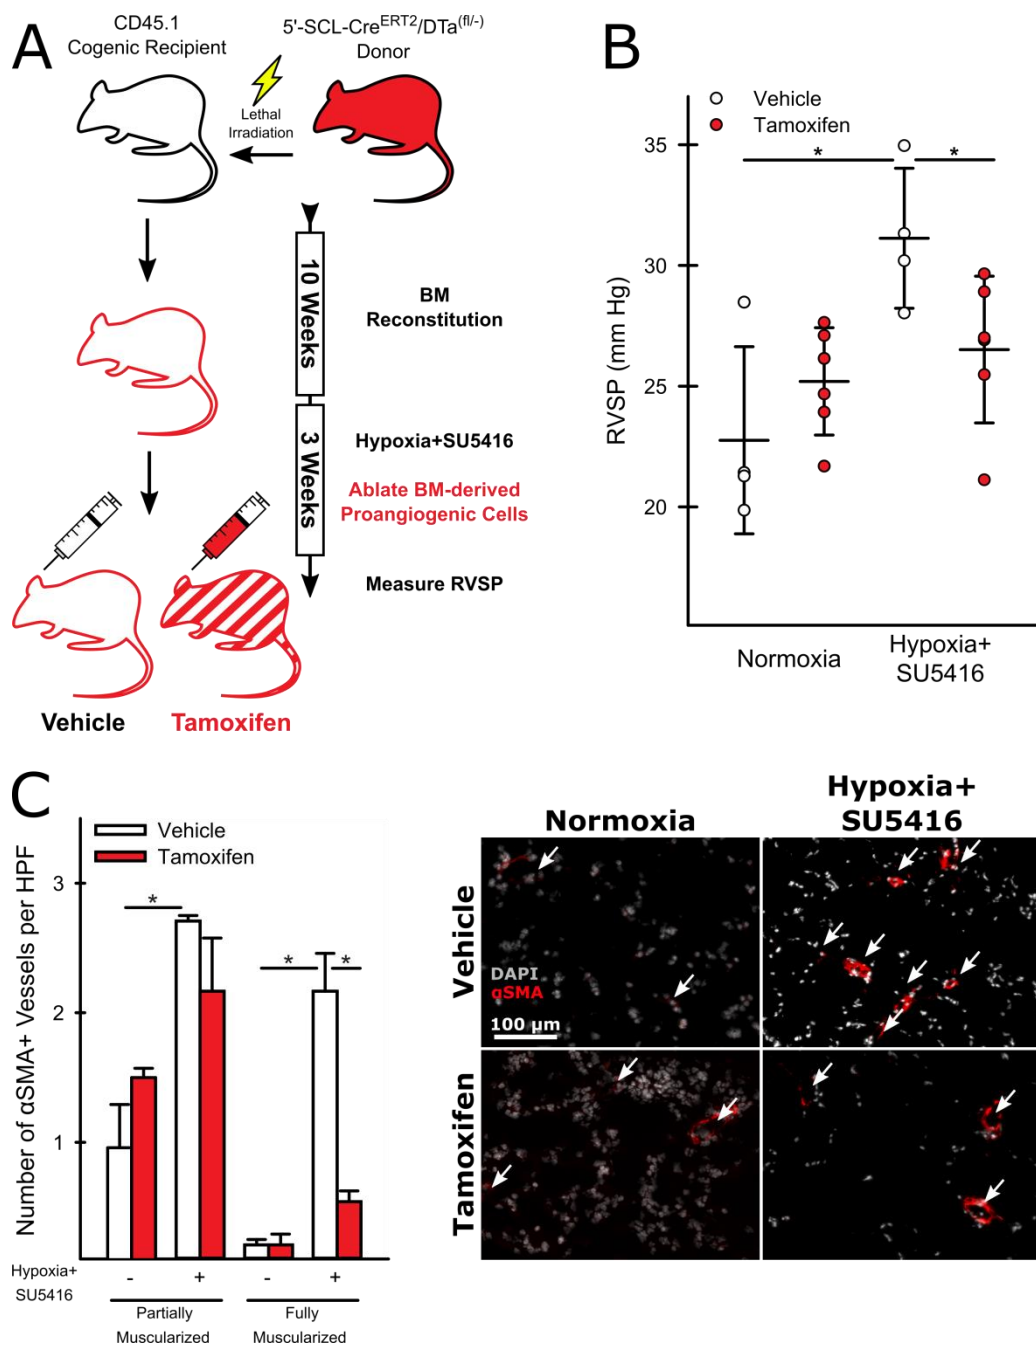 A
CD45.1
Cogenic Recipient
5'-SCL-Cre^ERT2/DTa^(fl/-)
Donor
Lethal
Irradiation
10 Weeks
BM
Reconstitution
3 Weeks
Hypoxia+SU5416
Ablate BM-derived
Proangiogenic Cells
Measure RVSP
Vehicle
Tamoxifen
B
Vehicle
Tamoxifen
RVSP (mm Hg)
35
30
25
20
*
*
Normoxia
Hypoxia+
SU5416
C
Vehicle
Tamoxifen
Number of αSMA+ Vessels per HPF
3
2
1
*
*
*
Hypoxia+
SU5416
- + - +
Partially
Muscularized
Fully
Muscularized
Normoxia
Hypoxia+
SU5416
Vehicle
Tamoxifen
DAPI
αSMA
100 µm